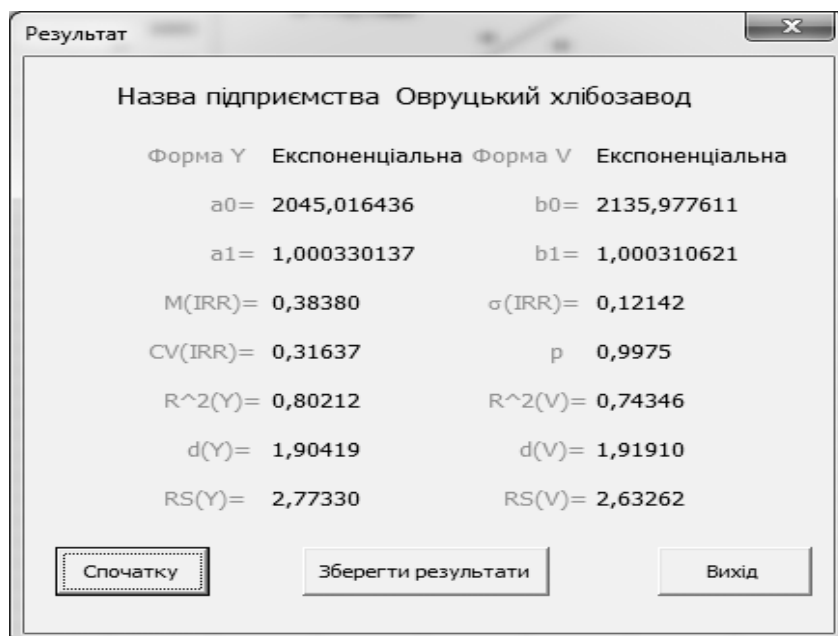 Результат
Назва підприємства Овруцький хлібозавод
Форма Y Експоненціальна Форма V Експоненціальна
a0= 2045,016436 b0= 2135,977611
a1= 1,000330137 b1= 1,000310621
M(IRR)= 0,38380 σ(IRR)= 0,12142
CV(IRR)= 0,31637 p 0,9975
R^2(Y)= 0,80212 R^2(V)= 0,74346
d(Y)= 1,90419 d(V)= 1,91910
RS(Y)= 2,77330 RS(V)= 2,63262
Спочатку Зберегти результати Вихід